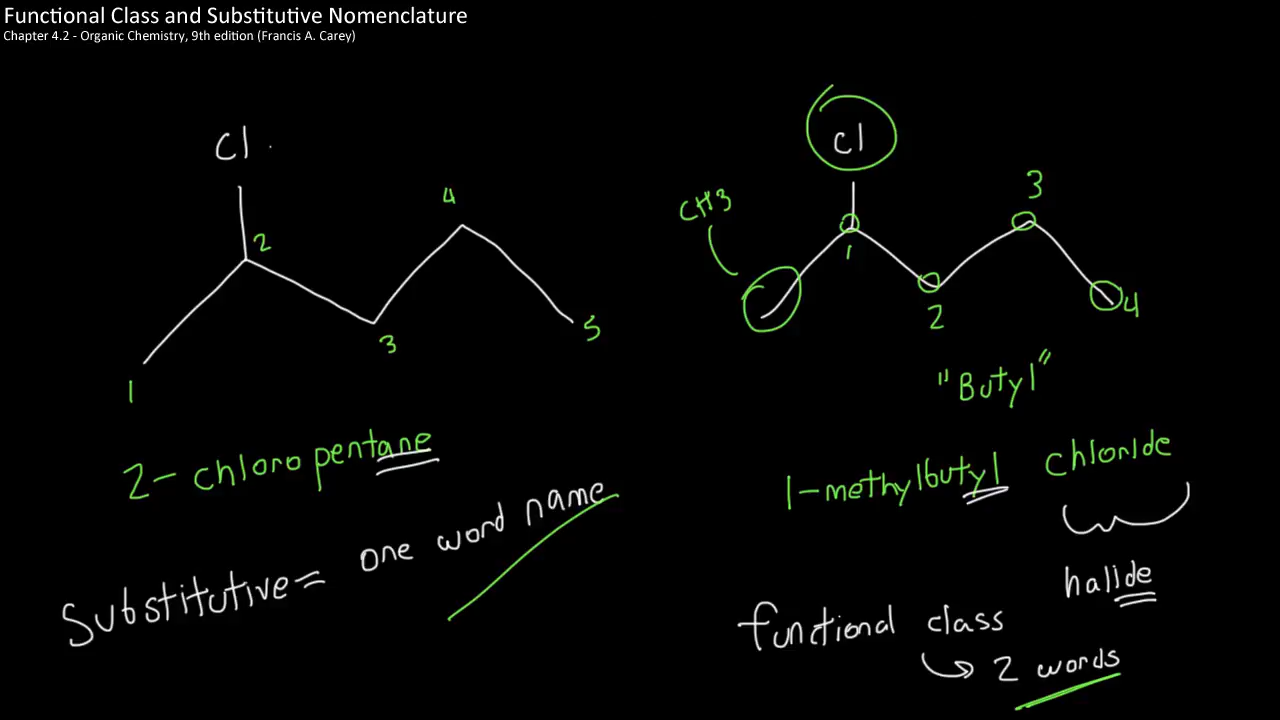 Functional Class and Substitutive Nomenclature
Chapter 4.2 - Organic Chemistry, 9th edition (Francis A. Carey)
Cl
1
2
3
4
5
2-chloropentane
Substitutive = one word name
Cl
CH3
1
2
3
4
"Butyl"
1-methylbutyl chloride
halide
functional class
2 words